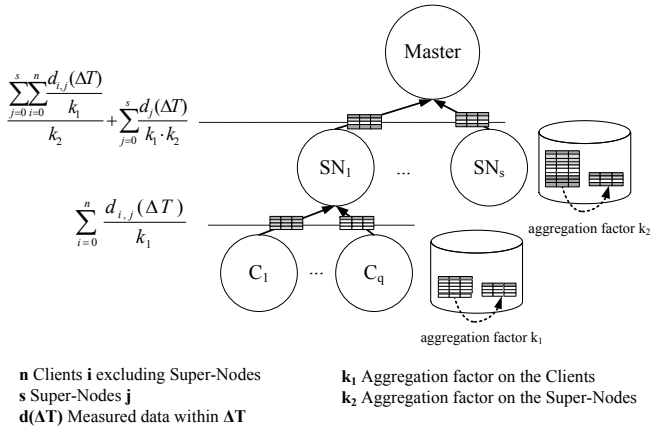 Master
\frac{\sum_{j=0}^{s} \sum_{i=0}^{n} \frac{d_{i,j}(\Delta T)}{k_1}}{k_2} + \sum_{j=0}^{s} \frac{d_j(\Delta T)}{k_1 \cdot k_2}
SN1 ... SNs
aggregation factor k2
\sum_{i=0}^{n} \frac{d_{i,j}(\Delta T)}{k_1}
C1 ... Cq
aggregation factor k1
n Clients i excluding Super-Nodes
s Super-Nodes j
d(ΔT) Measured data within ΔT
k1 Aggregation factor on the Clients
k2 Aggregation factor on the Super-Nodes